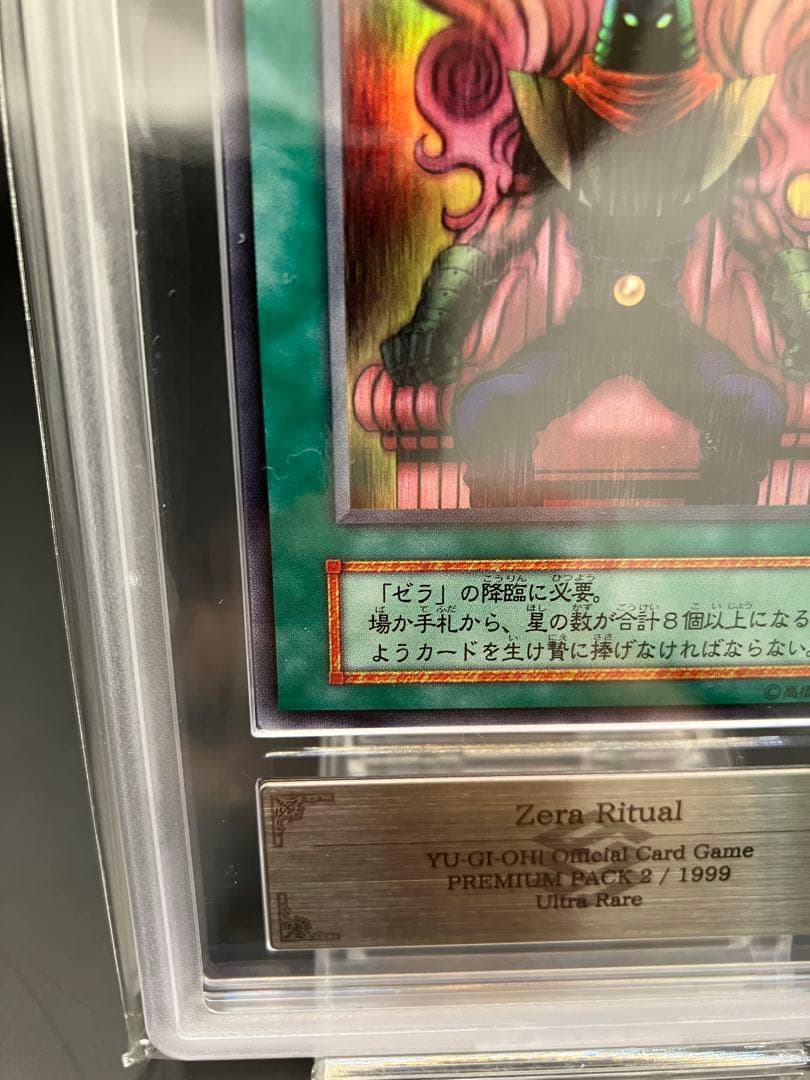 「ゼラ」の降臨に必要。
場か手札から、星の数が合計8個以上になる
ようカードを生け贄に捧げなければならない。
©高橋
Zera Ritual
YU-GI-OH! Official Card Game
PREMIUM PACK 2 / 1999
Ultra Rare